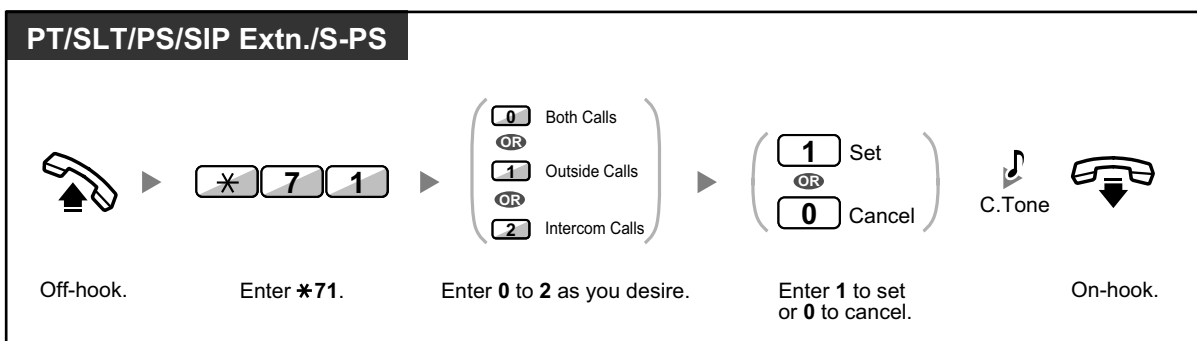 PT/SLT/PS/SIP Extn./S-PS
0 Both Calls
OR
1 Outside Calls
OR
2 Intercom Calls
1 Set
OR
0 Cancel
✳ 7 1
C.Tone
Off-hook.
Enter ✳71.
Enter 0 to 2 as you desire.
Enter 1 to set
or 0 to cancel.
On-hook.